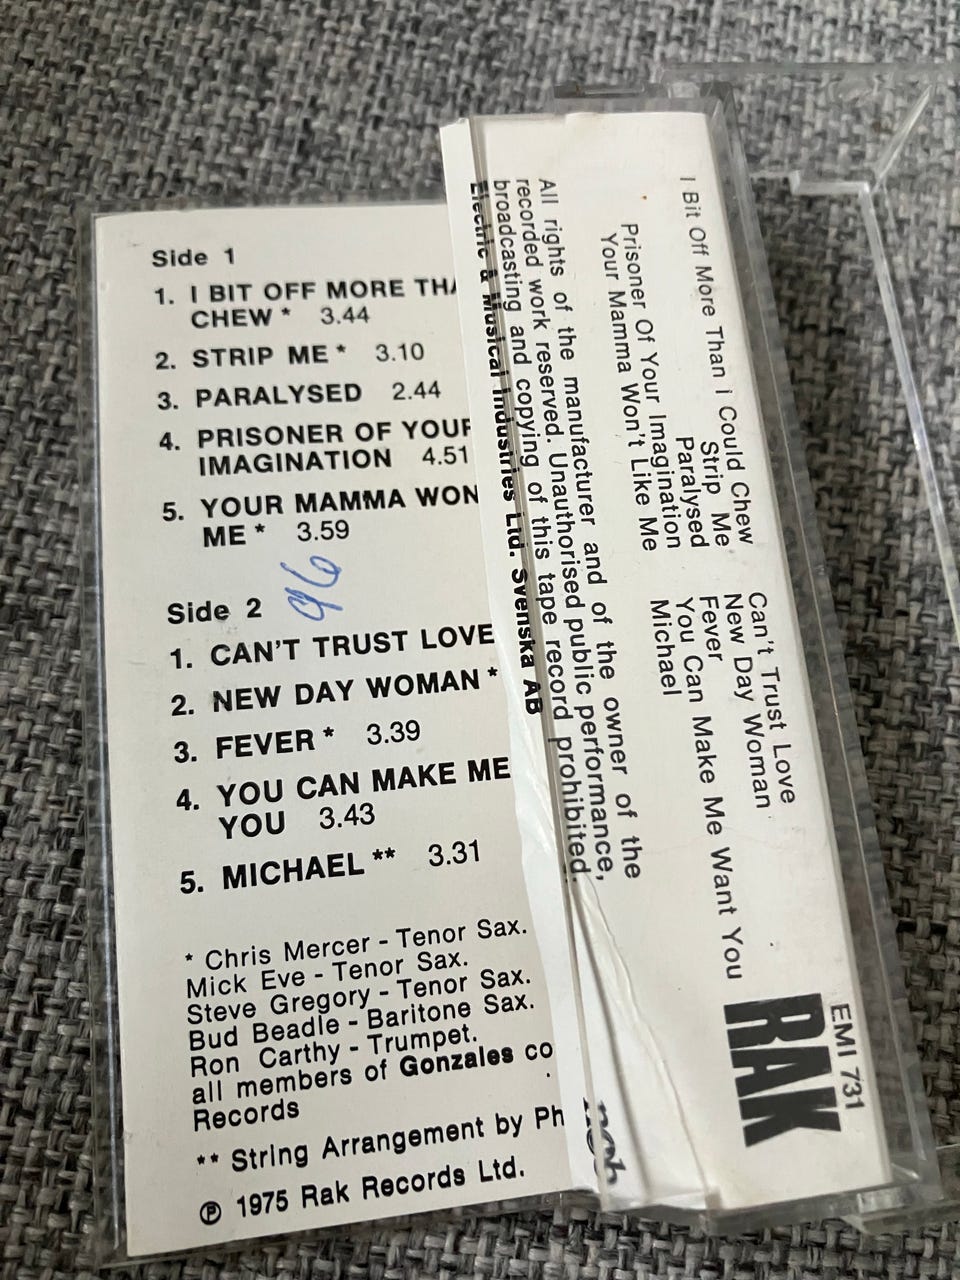 Side 1
1. I BIT OFF MORE
CHEW * 3.44
2. STRIP ME * 3.10
3. PARALYSED 2.44
4. PRISONER OF YOUR
IMAGINATION 4.51
5. YOUR MAMMA WON
ME * 3.59
Side 2
1. CAN'T TRUST LOVE
2. NEW DAY WOMAN *
3. FEVER * 3.39
4. YOU CAN MAKE ME
YOU 3.43
5. MICHAEL ** 3.31
* Chris Mercer - Tenor Sax.
Mick Eve - Tenor Sax.
Steve Gregory - Tenor Sax.
Bud Beadle - Baritone Sax.
Ron Carthy - Trumpet.
all members of Gonzales co
Records
** String Arrangement by Ph
℗ 1975 Rak Records Ltd.
All rights of the manufacturer and of the owner of the
recorded work reserved. Unauthorised public performance,
broadcasting and copying of this tape record prohibited.
Electric & Musical Industries Ltd. Svenska AB
I Bit Off More Than I Could Chew
Strip Me
Paralysed
Prisoner Of Your Imagination
Your Mamma Won't Like Me
Can't Trust Love
New Day Woman
Fever
You Can Make Me Want You
Michael
EMI 731
RAK